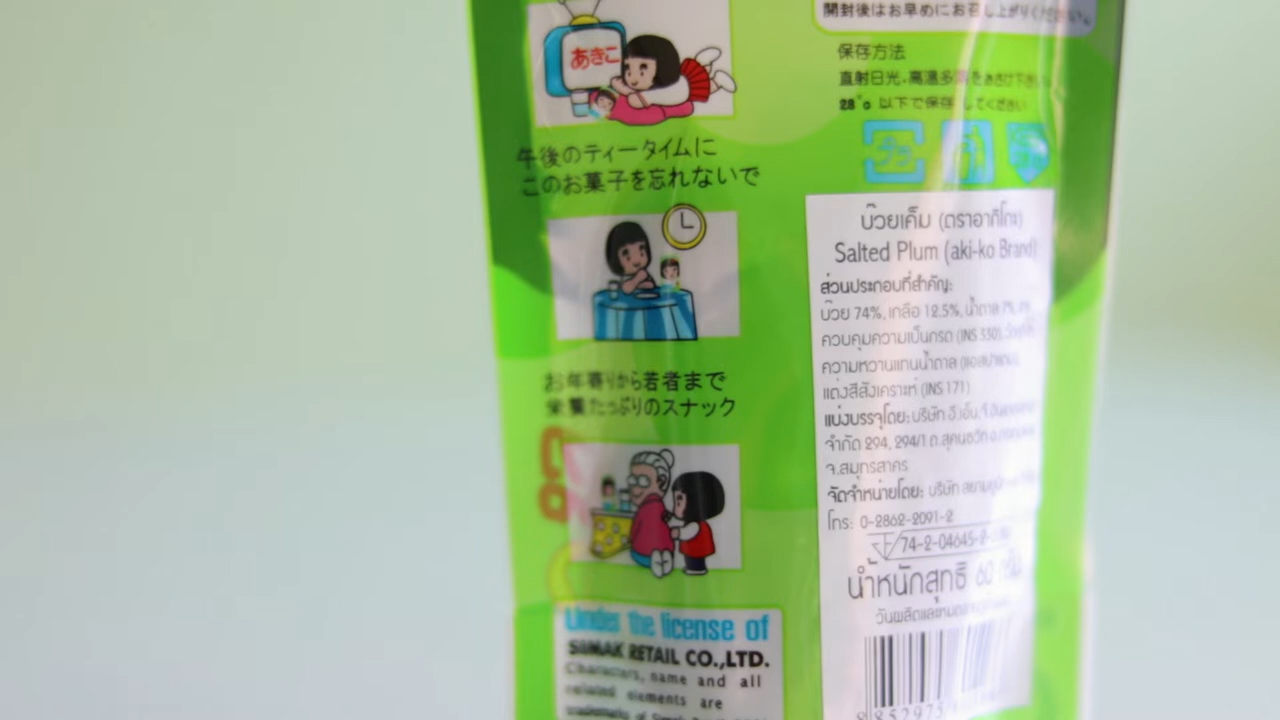 あきこ
午後のティータイムに
このお菓子を忘れないで
お年寄りから若者まで
栄養たっぷりのスナック
Under the license of
SIIMAK RETAIL CO.,LTD.
Characters, name and all
related elements are
開封後はお早めにお召し上がりください。
保存方法
直射日光、高温多
28°c 以下で保存してください
プラ
บ๊วยเค็ม (ตราอากิโกะ)
Salted Plum (aki-ko Brand)
ส่วนประกอบที่สำคัญ:
บ๊วย 74%, เกลือ 12.5%, น้ำตาล
ควบคุมความเป็นกรด (INS 330),
ความหวานแทนน้ำตาล (แอสปาแตม)
แต่งสีสังเคราะห์ (INS 171)
แบ่งบรรจุโดย: บริษัท
จำกัด 294, 294/1 ถ.
จ.สมุทรสาคร
จัดจำหน่ายโดย: บริษัท
โทร: 0-2862-2091-2
74-2-04645-2-
น้ำหนักสุทธิ 60
วันผลิตและหมด
8 852975